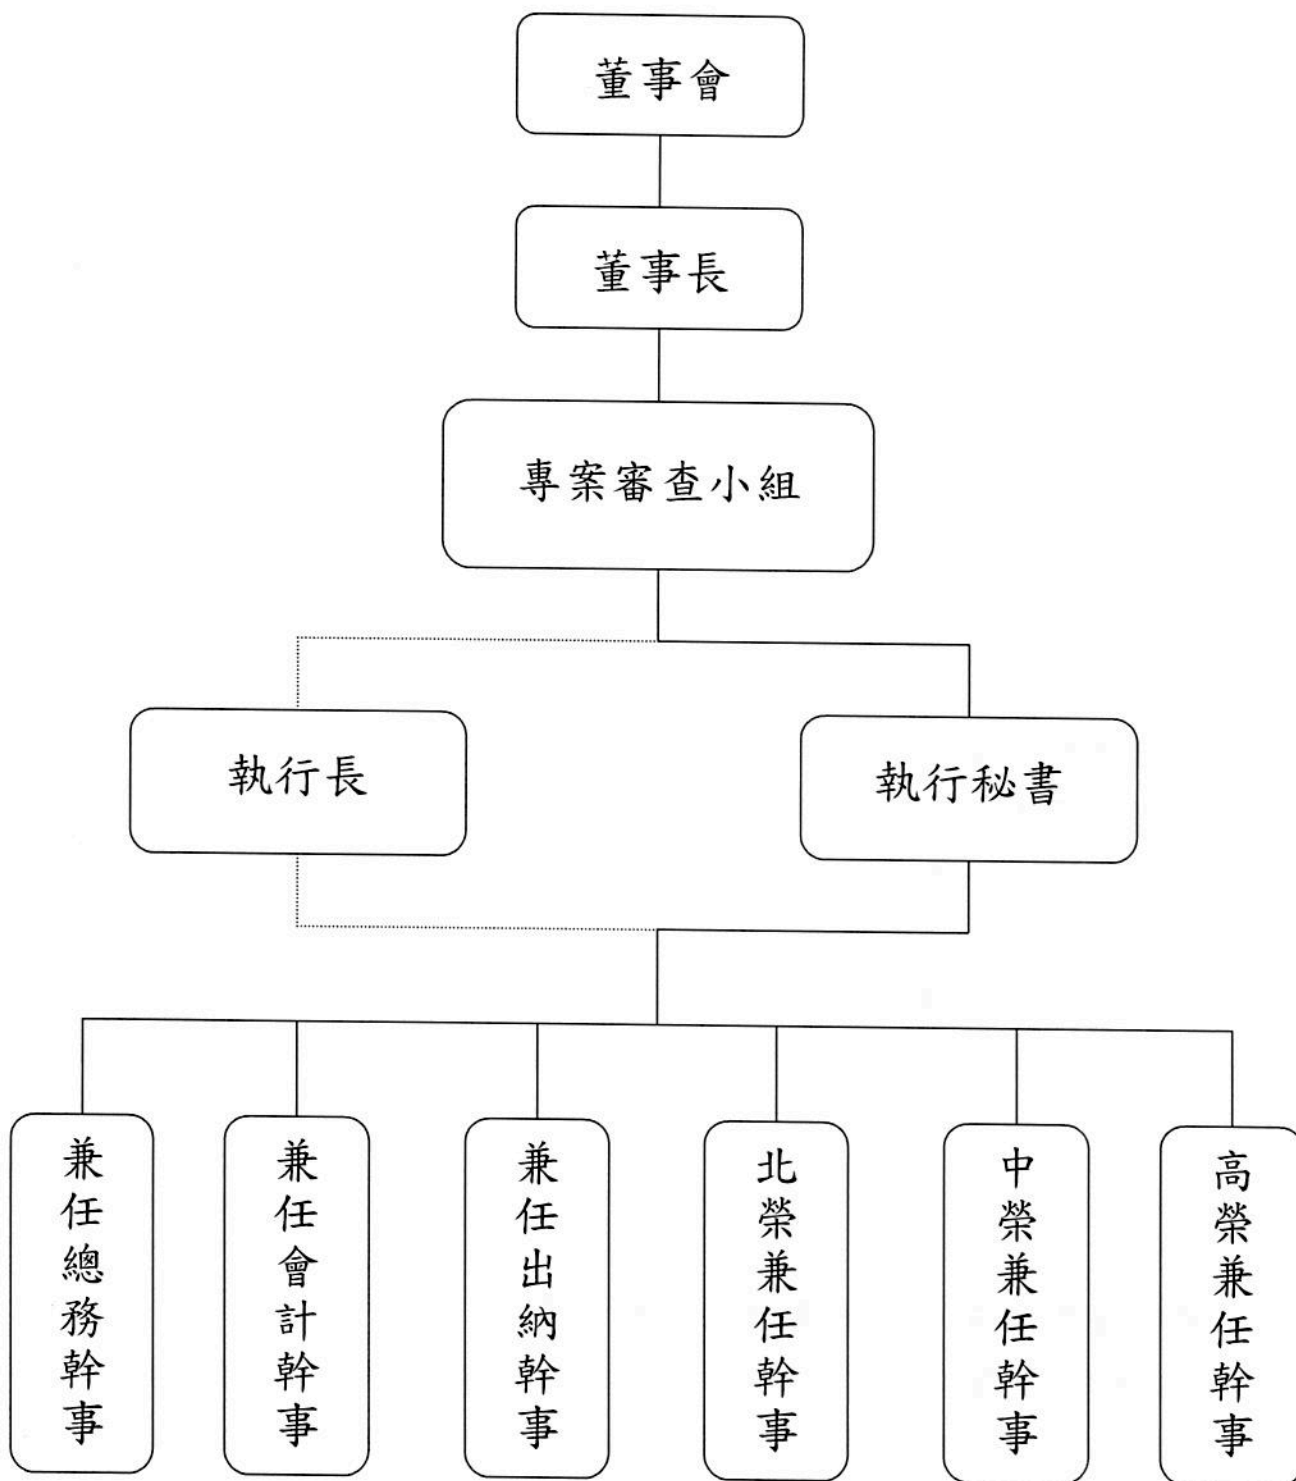 董事會
董事長
專案審查小組
執行長
執行秘書
兼任總務幹事
兼任會計幹事
兼任出納幹事
北榮兼任幹事
中榮兼任幹事
高榮兼任幹事